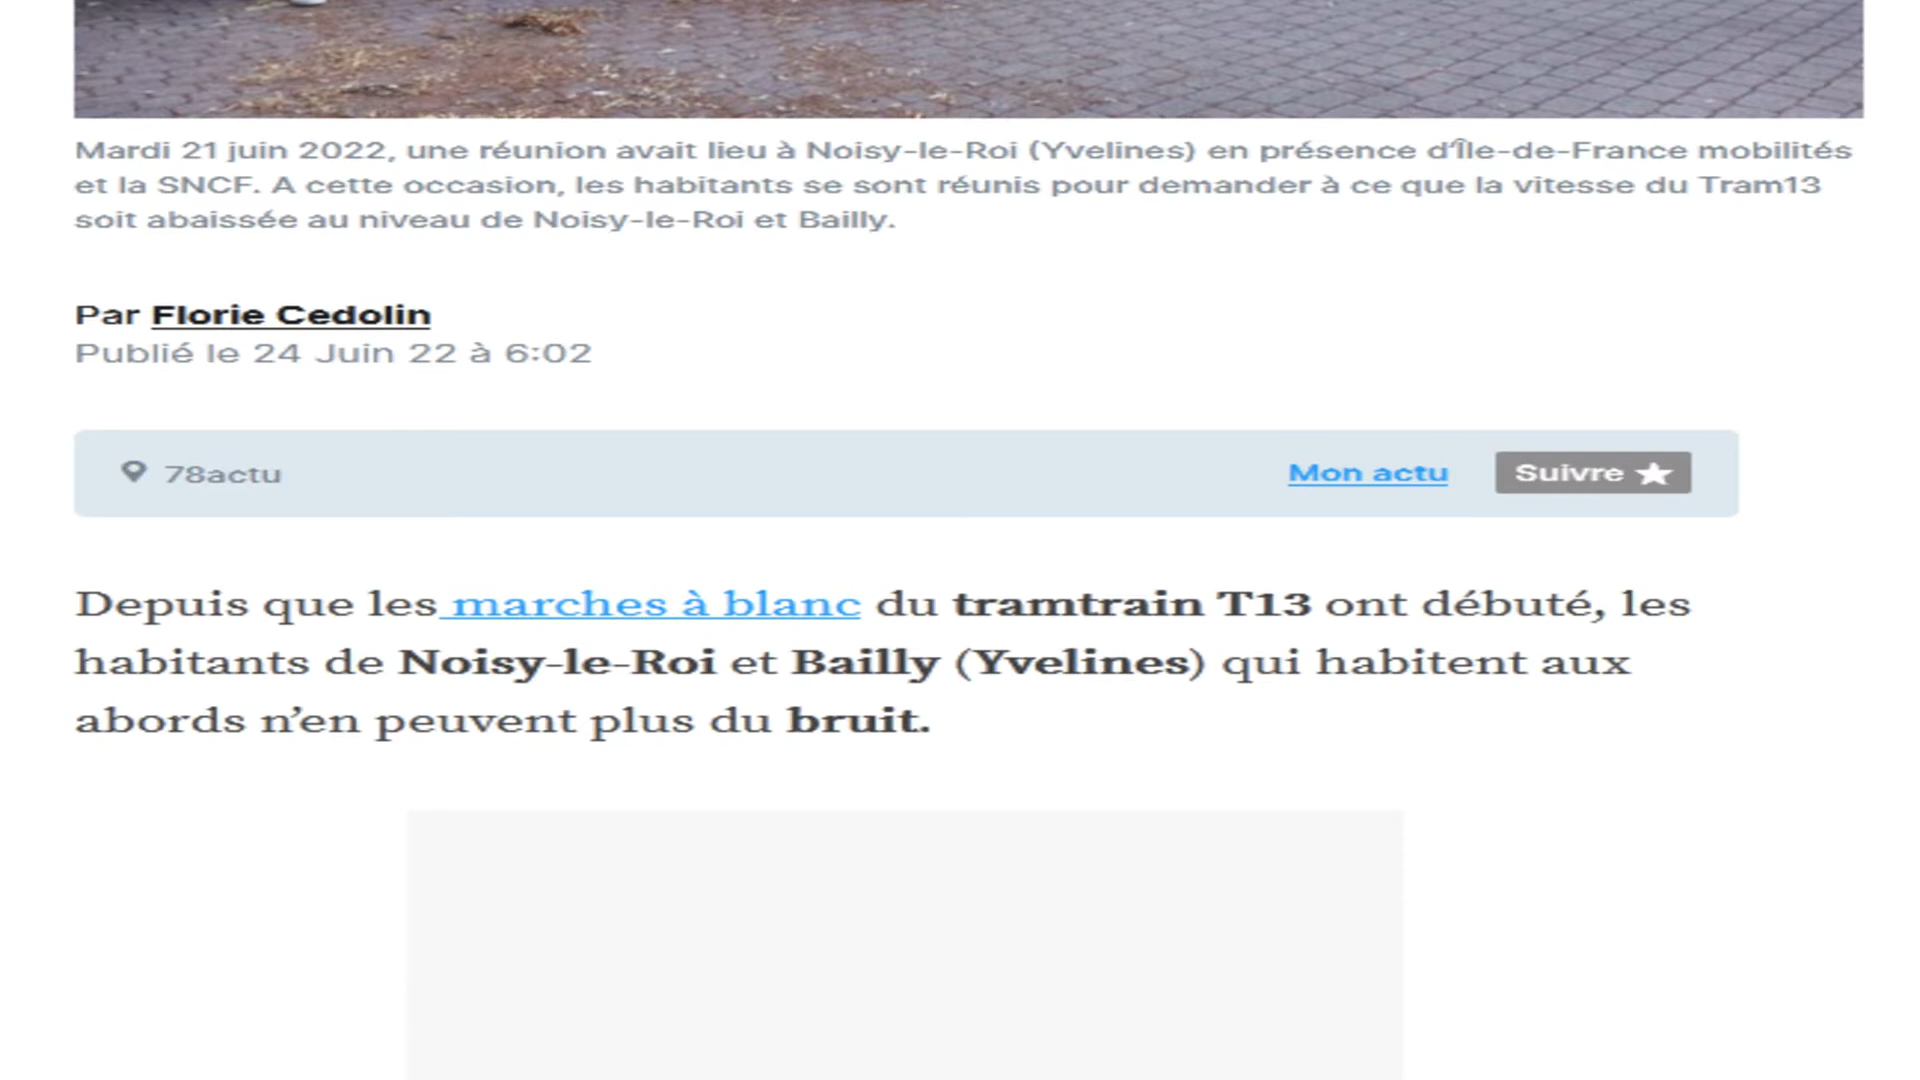 Mardi 21 juin 2022, une réunion avait lieu à Noisy-le-Roi (Yvelines) en présence d'Île-de-France mobilités
et la SNCF. A cette occasion, les habitants se sont réunis pour demander à ce que la vitesse du Tram13
soit abaissée au niveau de Noisy-le-Roi et Bailly.
Par Florie Cedolin
Publié le 24 Juin 22 à 6:02
78actu
Mon actu
Suivre
Depuis que les marches à blanc du tramtrain T13 ont débuté, les
habitants de Noisy-le-Roi et Bailly (Yvelines) qui habitent aux
abords n’en peuvent plus du bruit.